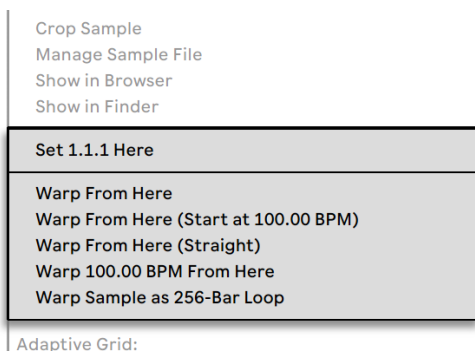 Crop Sample
Manage Sample File
Show in Browser
Show in Finder
Set 1.1.1 Here
Warp From Here
Warp From Here (Start at 100.00 BPM)
Warp From Here (Straight)
Warp 100.00 BPM From Here
Warp Sample as 256-Bar Loop
Adaptive Grid: